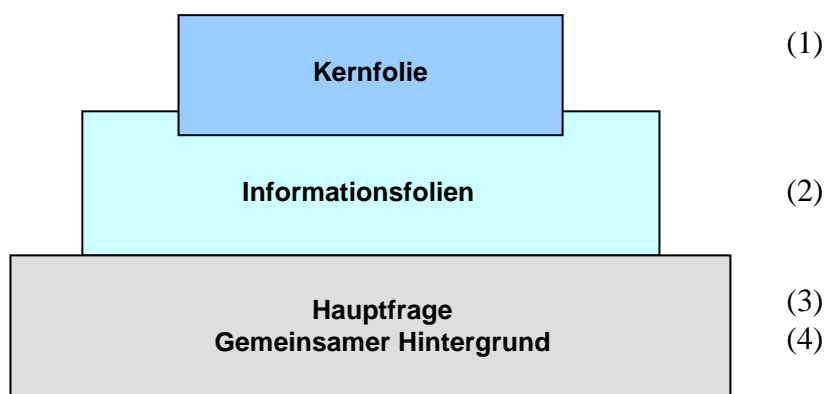 Kernfolie (1)
Informationsfolien (2)
Hauptfrage (3)
Gemeinsamer Hintergrund (4)